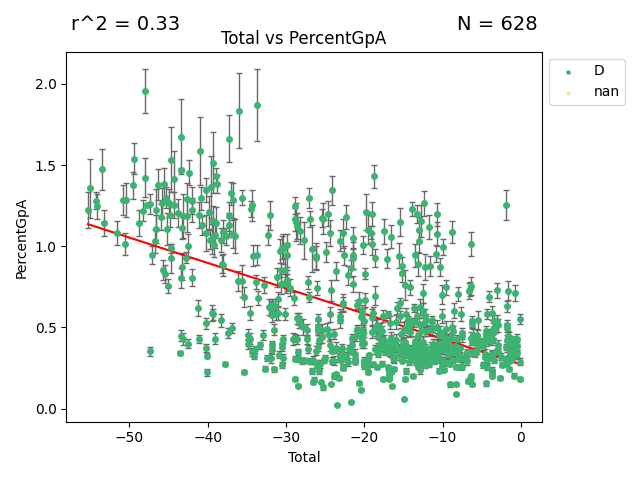 r^2 = 0.33 N = 628
Total vs PercentGpA
D
nan
PercentGpA
2.0
1.5
1.0
0.5
0.0
−50 −40 −30 −20 −10 0
Total